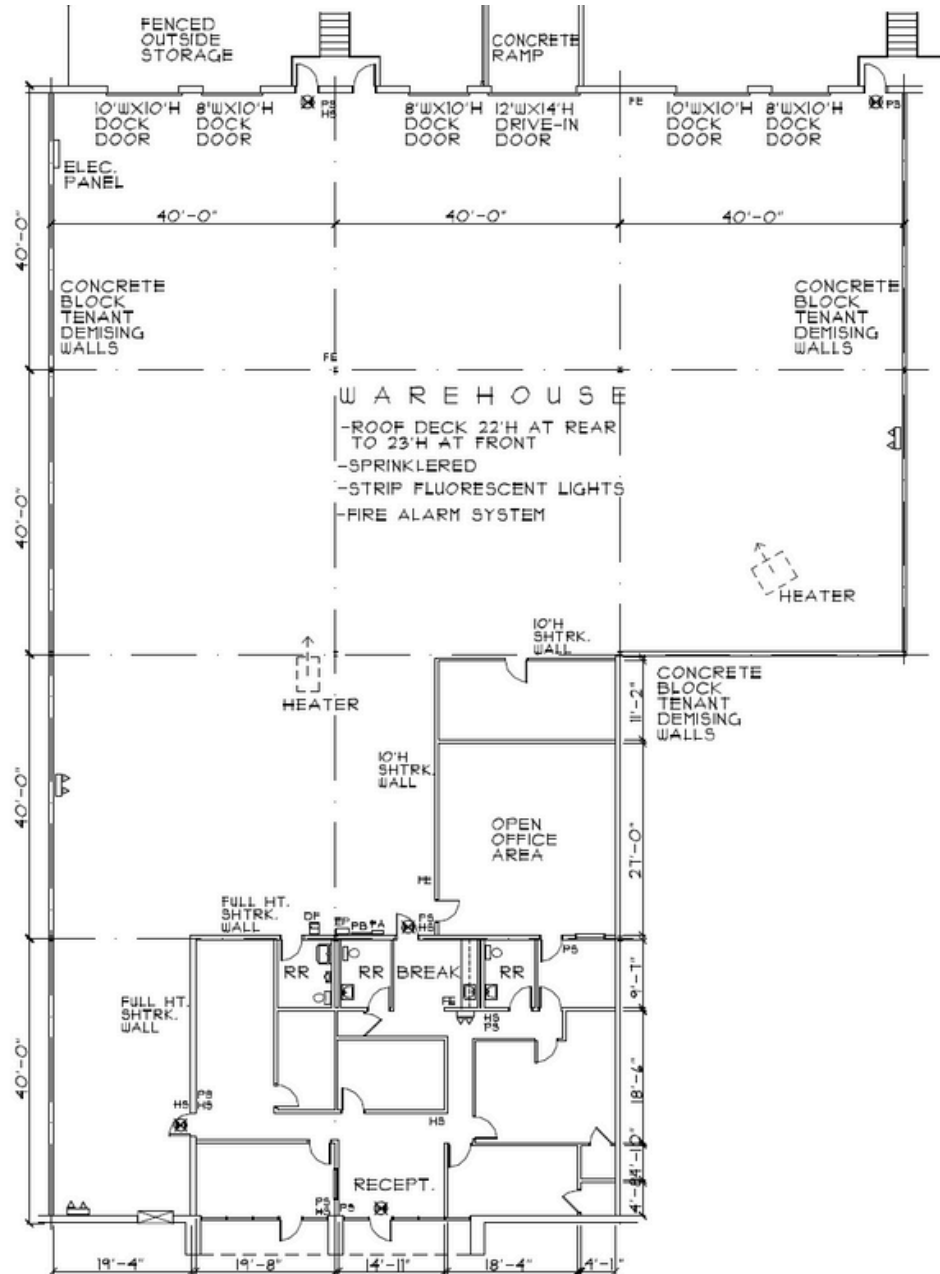 FENCED
OUTSIDE
STORAGE
CONCRETE
RAMP
10'WX10'H
DOCK
DOOR
8'WX10'H
DOCK
DOOR
PS
HS
8'WX10'H
DOCK
DOOR
12'WX14'H
DRIVE-IN
DOOR
FE
10'WX10'H
DOCK
DOOR
8'WX10'H
DOCK
DOOR
PS
ELEC.
PANEL
40'-0"
40'-0"
40'-0"
40'-0"
CONCRETE
BLOCK
TENANT
DEMISING
WALLS
CONCRETE
BLOCK
TENANT
DEMISING
WALLS
FE
WAREHOUSE
-ROOF DECK 22'H AT REAR
TO 23'H AT FRONT
-SPRINKLERED
-STRIP FLUORESCENT LIGHTS
-FIRE ALARM SYSTEM
40'-0"
HEATER
10'H
SHTRK.
WALL
HEATER
CONCRETE
BLOCK
TENANT
DEMISING
WALLS
11'-2"
10'H
SHTRK.
WALL
40'-0"
OPEN
OFFICE
AREA
27'-0"
FE
FULL HT.
SHTRK.
WALL
DF
EP
PB
FA
PS
HS
PS
RR
RR
BREAK
RR
9'-7"
FULL HT.
SHTRK.
WALL
FE
HS
PS
40'-0"
18'-6"
HS
PS
HS
HS
4'-10"
RECEPT.
PS
HS
PS
4'-8"
19'-4"
19'-8"
14'-11"
18'-4"
4'-1"